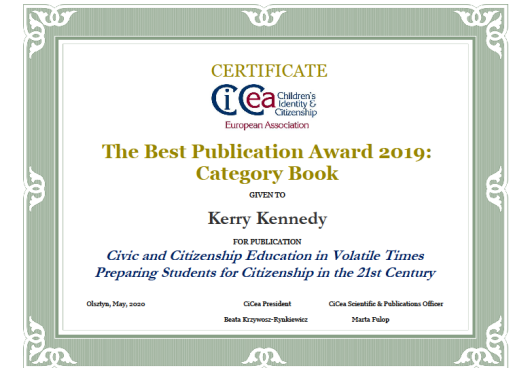 CERTIFICATE
CiCea Children's
Identity &
Citizenship
European Association
The Best Publication Award 2019:
Category Book
GIVEN TO
Kerry Kennedy
FOR PUBLICATION
Civic and Citizenship Education in Volatile Times
Preparing Students for Citizenship in the 21st Century
Olsztyn, May, 2020 CiCea President CiCea Scientific & Publications Officer
Beata Krzywosz-Rynkiewicz Marta Fulop